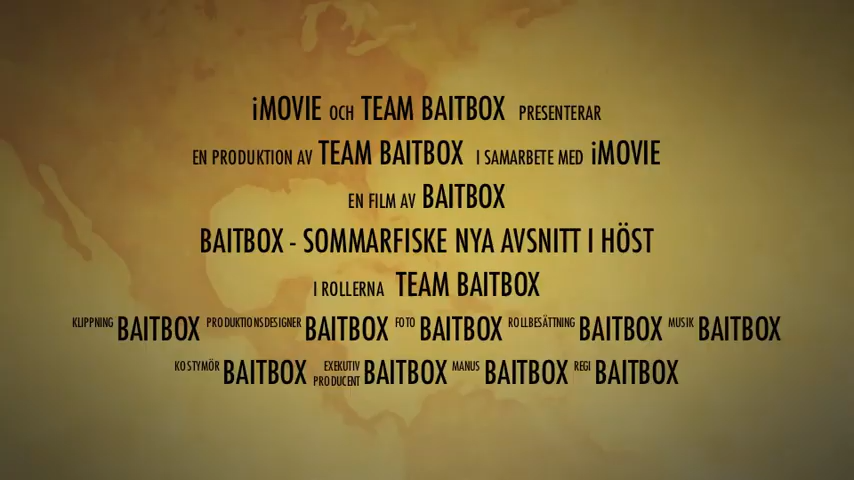 iMOVIE OCH TEAM BAITBOX PRESENTERAR
EN PRODUKTION AV TEAM BAITBOX I SAMARBETE MED iMOVIE
EN FILM AV BAITBOX
BAITBOX - SOMMARFISKE NYA AVSNITT I HÖST
I ROLLERNA TEAM BAITBOX
KLIPPNING BAITBOX PRODUKTIONSDESIGNER BAITBOX FOTO BAITBOX ROLLBESÄTTNING BAITBOX MUSIK BAITBOX
KOSTYMÖR BAITBOX EXEKUTIV PRODUCENT BAITBOX MANUS BAITBOX REGI BAITBOX